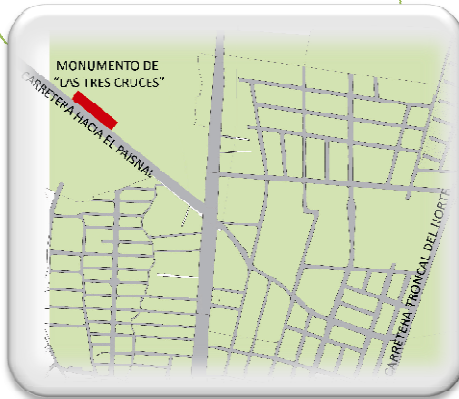 MONUMENTO DE
"LAS TRES CRUCES"
CARRETERA HACIA EL PAISNAL
CARRETERA TRONCAL DEL NORTE